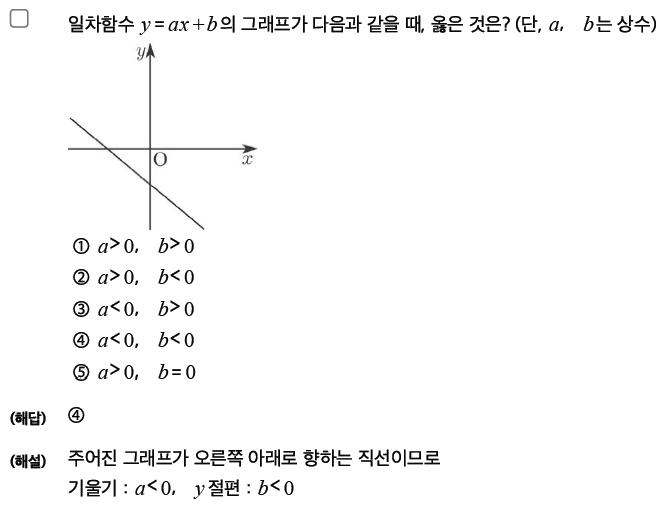 일차함수 y=ax+b의 그래프가 다음과 같을 때, 옳은 것은? (단, a, b는 상수)
y
O
x
① a>0, b>0
② a>0, b<0
③ a<0, b>0
④ a<0, b<0
⑤ a>0, b=0
(해답) ④
(해설) 주어진 그래프가 오른쪽 아래로 향하는 직선이므로
기울기 : a<0, y절편 : b<0